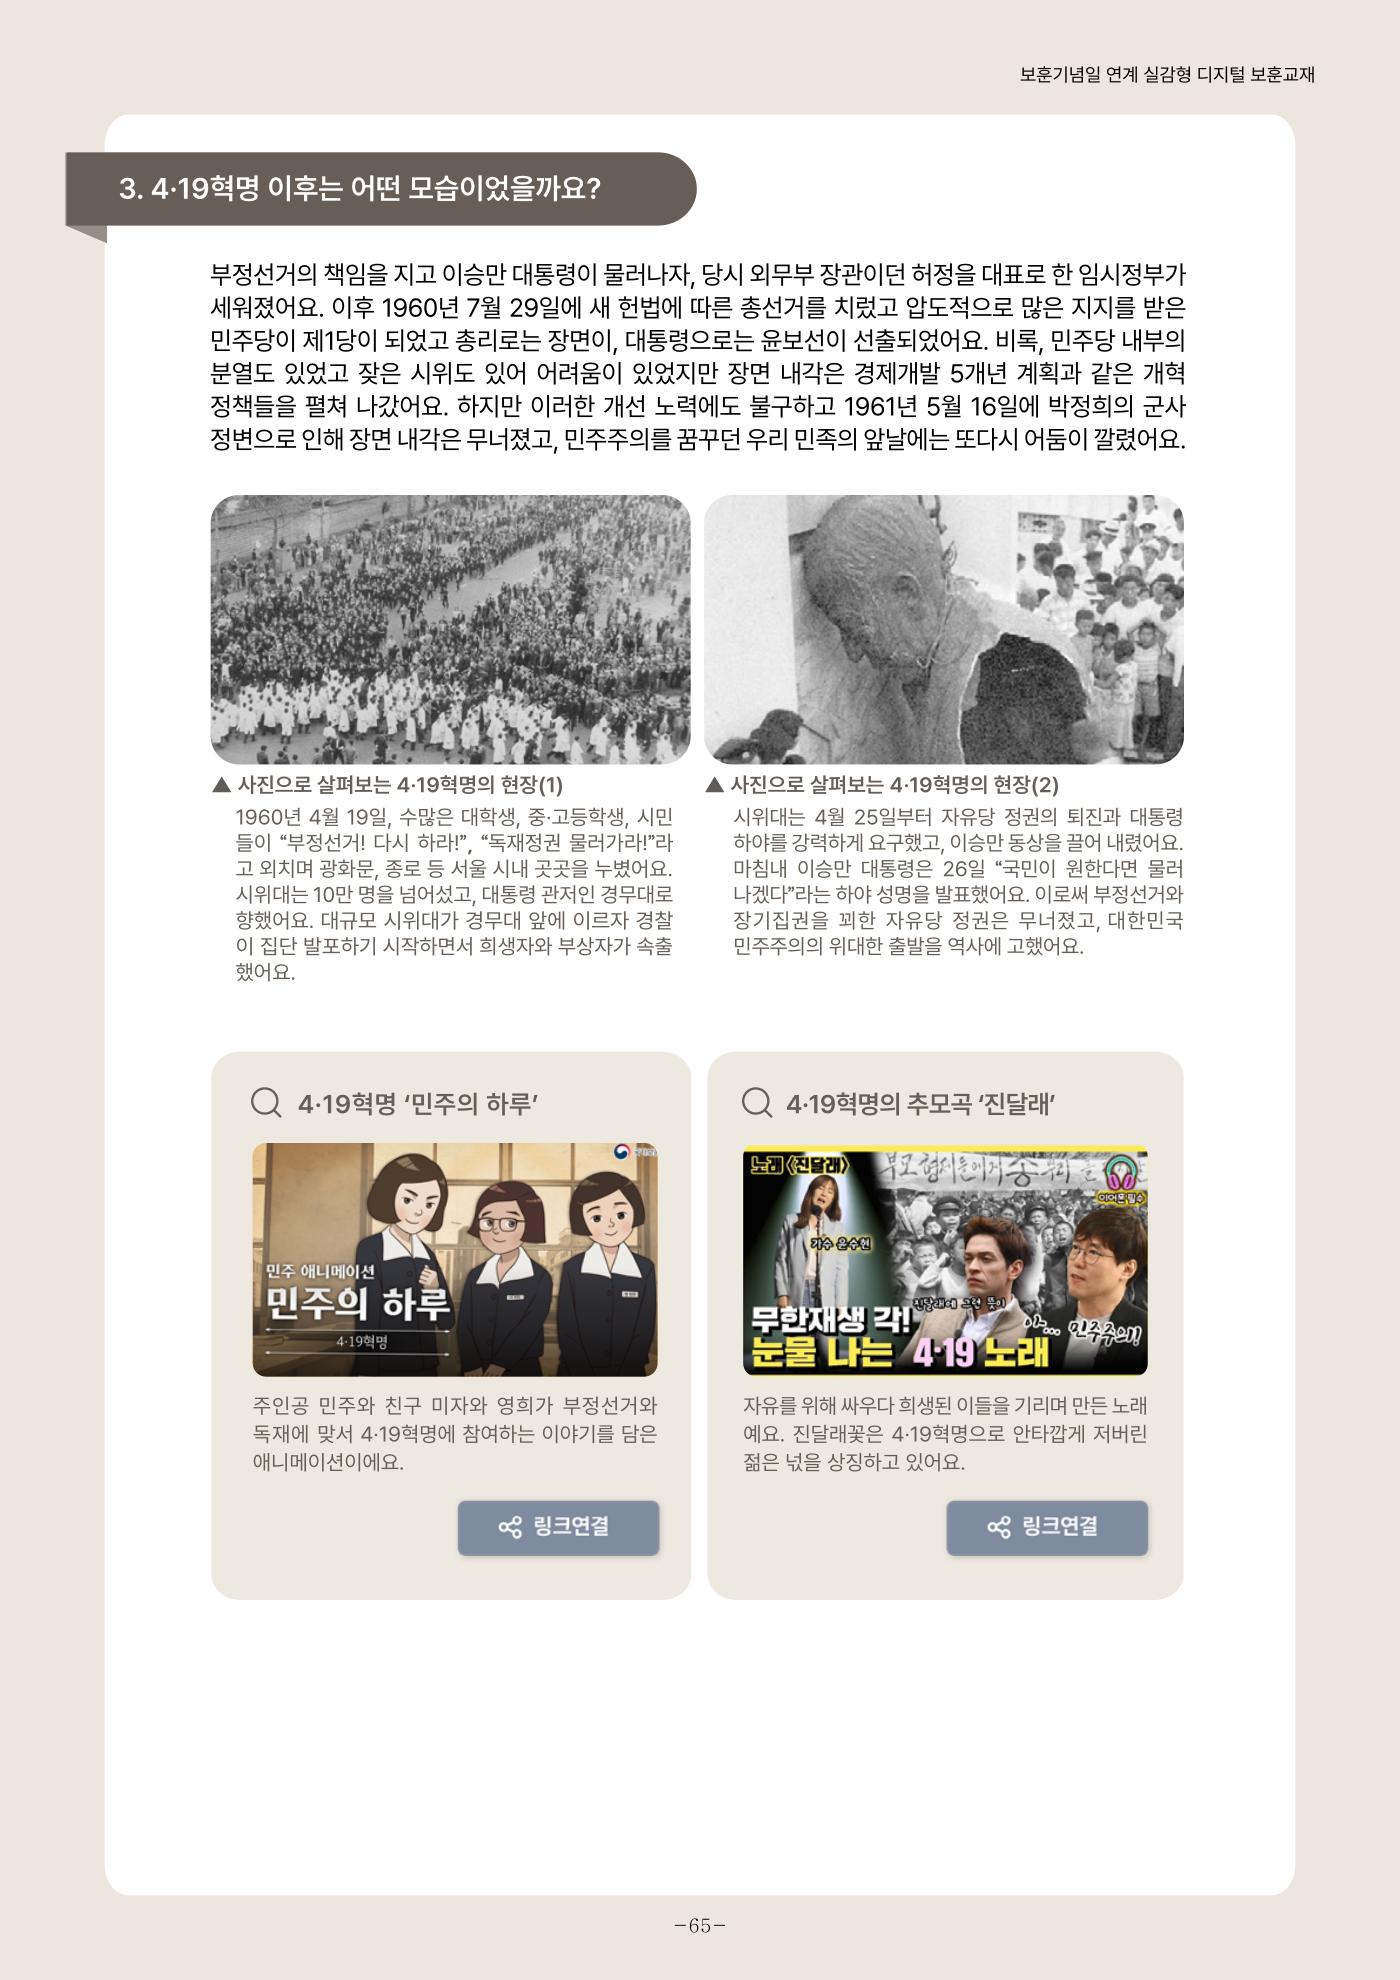 보훈기념일 연계 실감형 디지털 보훈교재
3. 4·19혁명 이후는 어떤 모습이었을까요?
부정선거의 책임을 지고 이승만 대통령이 물러나자, 당시 외무부 장관이던 허정을 대표로 한 임시정부가
세워졌어요. 이후 1960년 7월 29일에 새 헌법에 따른 총선거를 치렀고 압도적으로 많은 지지를 받은
민주당이 제1당이 되었고 총리로는 장면이, 대통령으로는 윤보선이 선출되었어요. 비록, 민주당 내부의
분열도 있었고 잦은 시위도 있어 어려움이 있었지만 장면 내각은 경제개발 5개년 계획과 같은 개혁
정책들을 펼쳐 나갔어요. 하지만 이러한 개선 노력에도 불구하고 1961년 5월 16일에 박정희의 군사
정변으로 인해 장면 내각은 무너졌고, 민주주의를 꿈꾸던 우리 민족의 앞날에는 또다시 어둠이 깔렸어요.
▲ 사진으로 살펴보는 4·19혁명의 현장(1)
1960년 4월 19일, 수많은 대학생, 중·고등학생, 시민
들이 “부정선거! 다시 하라!”, “독재정권 물러가라!”라
고 외치며 광화문, 종로 등 서울 시내 곳곳을 누볐어요.
시위대는 10만 명을 넘어섰고, 대통령 관저인 경무대로
향했어요. 대규모 시위대가 경무대 앞에 이르자 경찰
이 집단 발포하기 시작하면서 희생자와 부상자가 속출
했어요.
▲ 사진으로 살펴보는 4·19혁명의 현장(2)
시위대는 4월 25일부터 자유당 정권의 퇴진과 대통령
하야를 강력하게 요구했고, 이승만 동상을 끌어 내렸어요.
마침내 이승만 대통령은 26일 “국민이 원한다면 물러
나겠다”라는 하야 성명을 발표했어요. 이로써 부정선거와
장기집권을 꾀한 자유당 정권은 무너졌고, 대한민국
민주주의의 위대한 출발을 역사에 고했어요.
4·19혁명 ‘민주의 하루’
민주 애니메이션
민주의 하루
4·19혁명
주인공 민주와 친구 미자와 영희가 부정선거와
독재에 맞서 4·19혁명에 참여하는 이야기를 담은
애니메이션이에요.
링크연결
4·19혁명의 추모곡 ‘진달래’
노래 〈진달래〉
부모 형제들에게
이어폰 필수
가수 윤수현
진달래에 그런 뜻이
아... 민주주의!
무한재생 각!
눈물 나는 4·19 노래
자유를 위해 싸우다 희생된 이들을 기리며 만든 노래
예요. 진달래꽃은 4·19혁명으로 안타깝게 저버린
젊은 넋을 상징하고 있어요.
링크연결
-65-